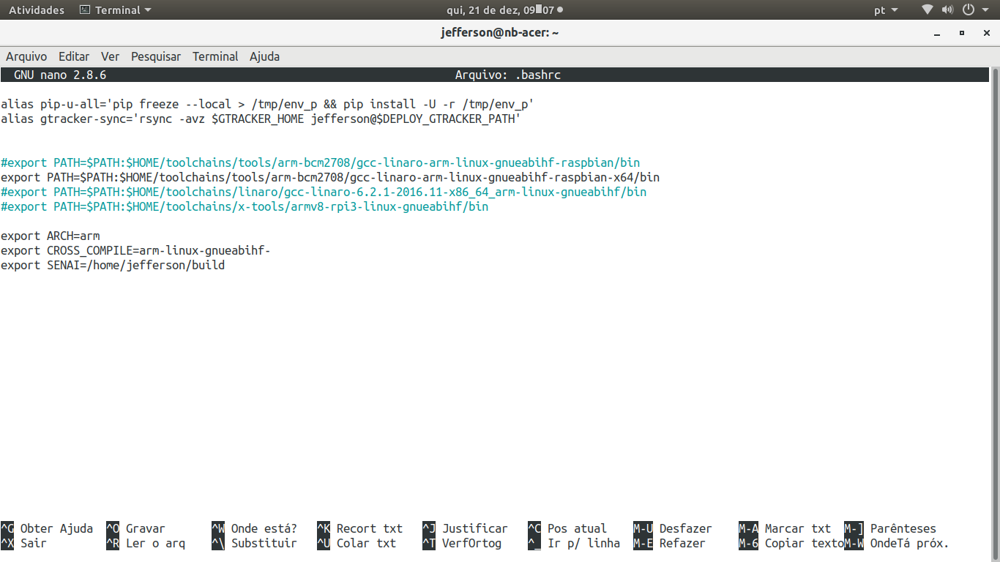 Atividades Terminal qui, 21 de dez, 09 07 pt
jefferson@nb-acer: ~
Arquivo Editar Ver Pesquisar Terminal Ajuda
GNU nano 2.8.6 Arquivo: .bashrc
alias pip-u-all='pip freeze --local > /tmp/env_p && pip install -U -r /tmp/env_p'
alias gtracker-sync='rsync -avz $GTRACKER_HOME jefferson@$DEPLOY_GTRACKER_PATH'
#export PATH=$PATH:$HOME/toolchains/tools/arm-bcm2708/gcc-linaro-arm-linux-gnueabihf-raspbian/bin
export PATH=$PATH:$HOME/toolchains/tools/arm-bcm2708/gcc-linaro-arm-linux-gnueabihf-raspbian-x64/bin
#export PATH=$PATH:$HOME/toolchains/linaro/gcc-linaro-6.2.1-2016.11-x86_64_arm-linux-gnueabihf/bin
#export PATH=$PATH:$HOME/toolchains/x-tools/armv8-rpi3-linux-gnueabihf/bin
export ARCH=arm
export CROSS_COMPILE=arm-linux-gnueabihf-
export SENAI=/home/jefferson/build
^G Obter Ajuda ^O Gravar ^W Onde está? ^K Recort txt ^J Justificar ^C Pos atual M-U Desfazer M-A Marcar txt M-] Parênteses
^X Sair ^R Ler o arq ^\ Substituir ^U Colar txt ^T VerfOrtog ^_ Ir p/ linha M-E Refazer M-6 Copiar texto M-W OndeTá próx.